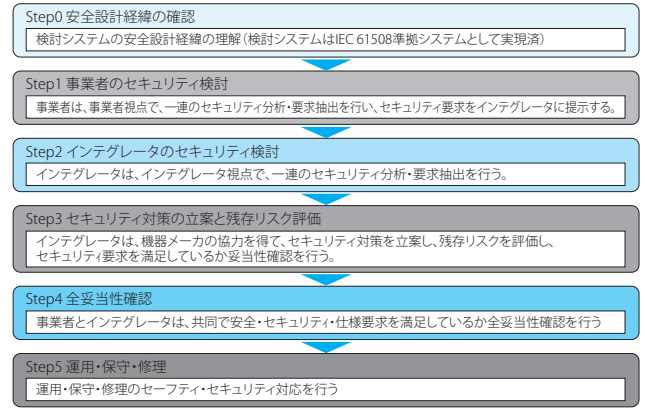 Step0 安全設計経緯の確認
検討システムの安全設計経緯の理解（検討システムはIEC 61508準拠システムとして実現済）
Step1 事業者のセキュリティ検討
事業者は、事業者視点で、一連のセキュリティ分析・要求抽出を行い、セキュリティ要求をインテグレータに提示する。
Step2 インテグレータのセキュリティ検討
インテグレータは、インテグレータ視点で、一連のセキュリティ分析・要求抽出を行う。
Step3 セキュリティ対策の立案と残存リスク評価
インテグレータは、機器メーカの協力を得て、セキュリティ対策を立案し、残存リスクを評価し、
セキュリティ要求を満足しているか妥当性確認を行う。
Step4 全妥当性確認
事業者とインテグレータは、共同で安全・セキュリティ・仕様要求を満足しているか全妥当性確認を行う
Step5 運用・保守・修理
運用・保守・修理のセーフティ・セキュリティ対応を行う